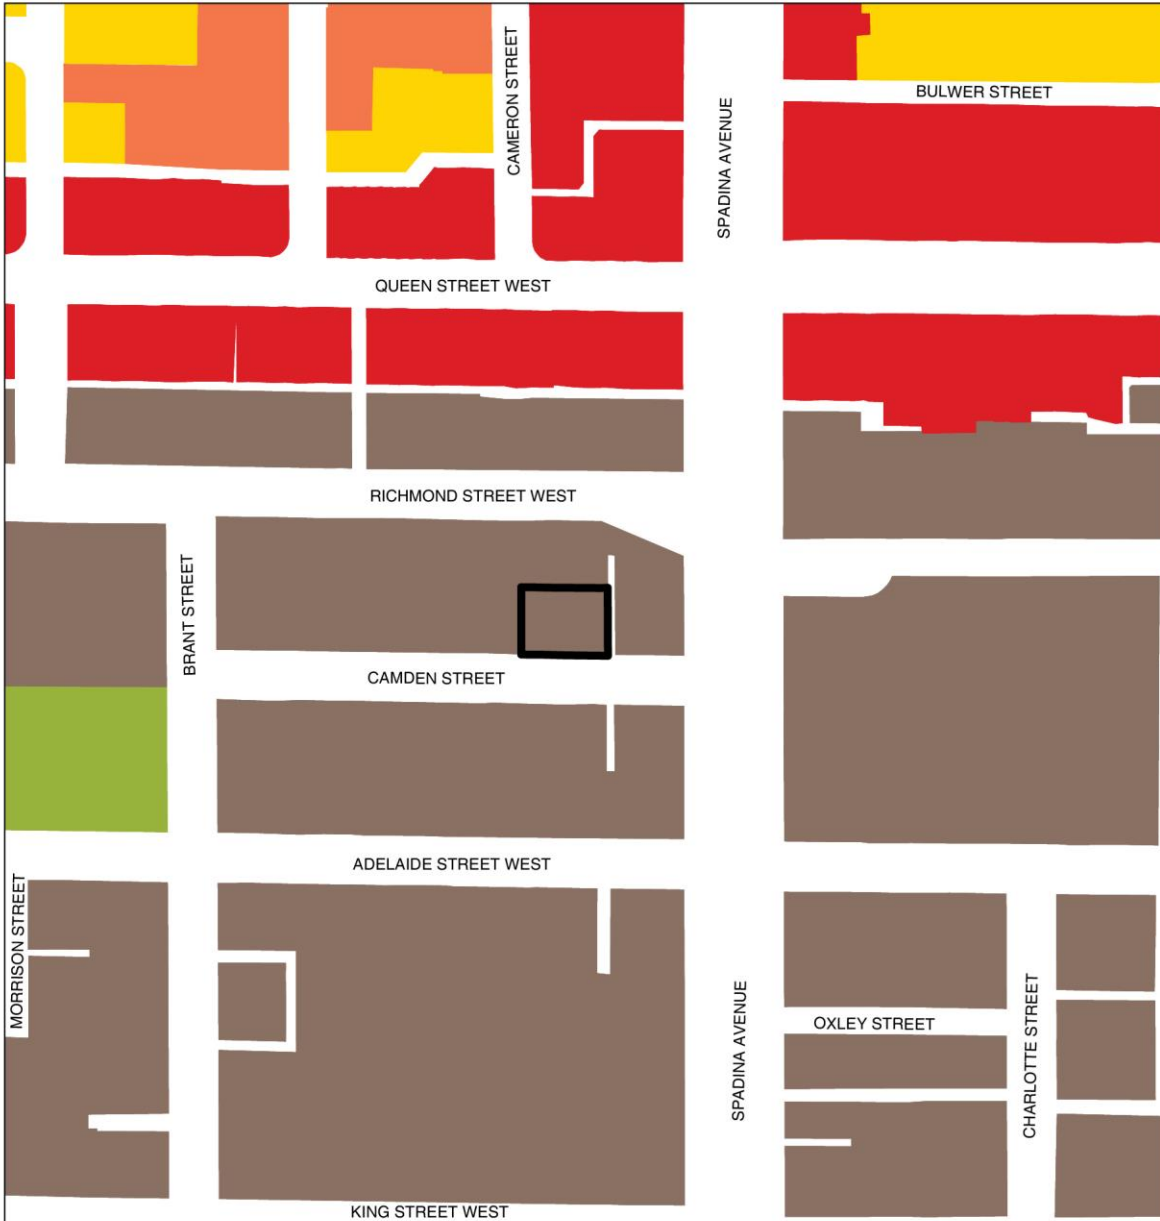 CAMERON STREET
BULWER STREET
SPADINA AVENUE
QUEEN STREET WEST
RICHMOND STREET WEST
BRANT STREET
CAMDEN STREET
ADELAIDE STREET WEST
MORRISON STREET
SPADINA AVENUE
OXLEY STREET
CHARLOTTE STREET
KING STREET WEST